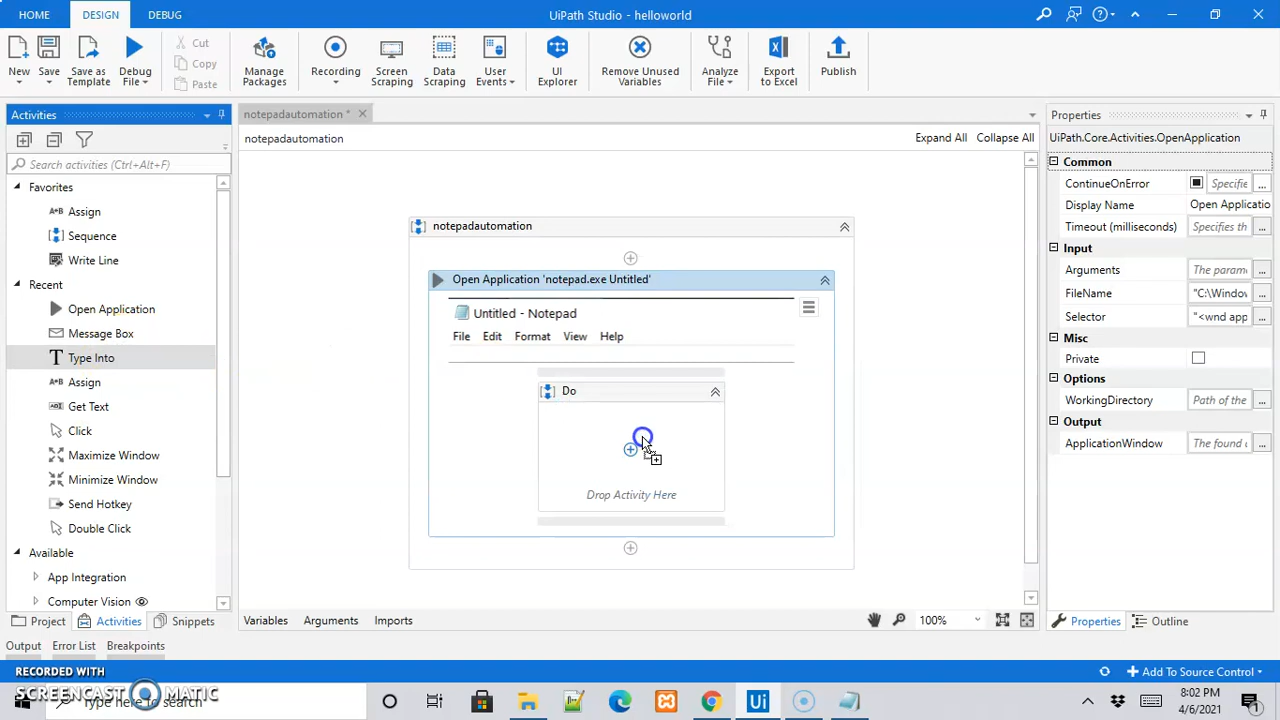 HOME DESIGN DEBUG UiPath Studio - helloworld
New Save Save as Template Debug File Cut Copy Paste Manage Packages Recording Screen Scraping Data Scraping User Events UI Explorer Remove Unused Variables Analyze File Export to Excel Publish
Activities
Search activities (Ctrl+Alt+F)
Favorites
Assign
Sequence
Write Line
Recent
Open Application
Message Box
Type Into
Assign
Get Text
Click
Maximize Window
Minimize Window
Send Hotkey
Double Click
Available
App Integration
Computer Vision
Project Activities Snippets
notepadautomation *
notepadautomation Expand All Collapse All
notepadautomation
Open Application 'notepad.exe Untitled'
Untitled - Notepad
File Edit Format View Help
Do
Drop Activity Here
Variables Arguments Imports 100%
Properties
UiPath.Core.Activities.OpenApplication
Common
ContinueOnError Specifie ...
Display Name Open Applicatio
Timeout (milliseconds) Specifies th ...
Input
Arguments The param ...
FileName "C:\Window ...
Selector "<wnd app ...
Misc
Private
Options
WorkingDirectory Path of the ...
Output
ApplicationWindow The found ...
Properties Outline
Output Error List Breakpoints
Add To Source Control
RECORDED WITH
SCREENCAST MATIC
Type here to search
8:02 PM
4/6/2021